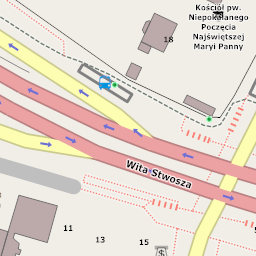 Kościół pw.
Niepokalanego
Poczęcia
Najświętszej
Maryi Panny
18
Wita Stwosza
11
13
15